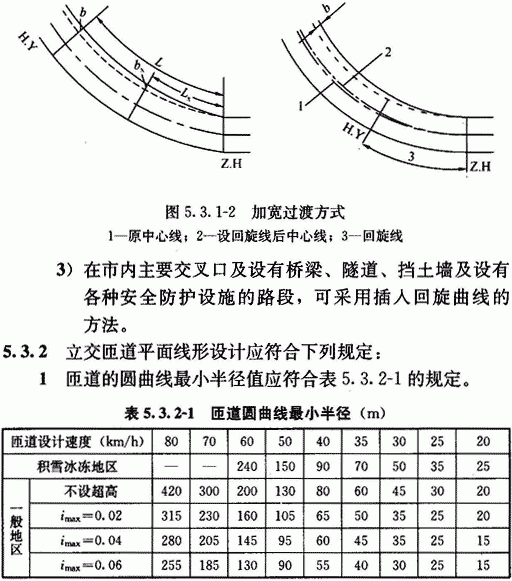 b
L
H.Y
b
Lx
Z.H
b
2
1
H.Y
3
Z.H
图 5.3.1-2 加宽过渡方式
1—原中心线；2—设回旋线后中心线；3—回旋线
3）在市内主要交叉口及设有桥梁、隧道、挡土墙及设有
各种安全防护设施的路段，可采用插入回旋曲线的
方法。
5.3.2 立交匝道平面线形设计应符合下列规定：
1 匝道的圆曲线最小半径值应符合表 5.3.2-1 的规定。
表 5.3.2-1 匝道圆曲线最小半径（m）
匝道设计速度（km/h） 80 70 60 50 40 35 30 25 20
积雪冰冻地区 — — 240 150 90 70 50 35 25
一般地区 不设超高 420 300 200 130 80 60 45 30 20
imax=0.02 315 230 160 105 65 50 35 25 20
imax=0.04 280 205 145 95 60 45 35 25 15
imax=0.06 255 185 130 90 55 40 30 25 15